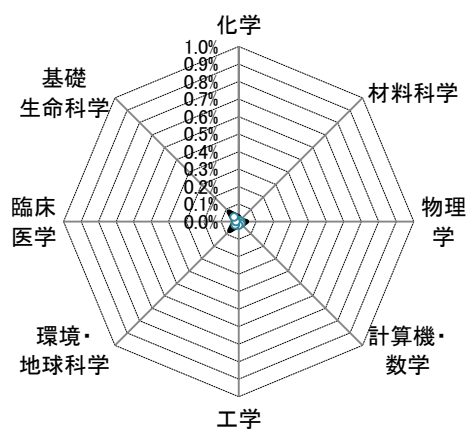 化学
1.0%
0.9%
0.8%
0.7%
0.6%
0.5%
0.4%
0.3%
0.2%
0.1%
0.0%
材料科学
物理
学
計算機・
数学
工学
環境・
地球科学
臨床
医学
基礎
生命科学